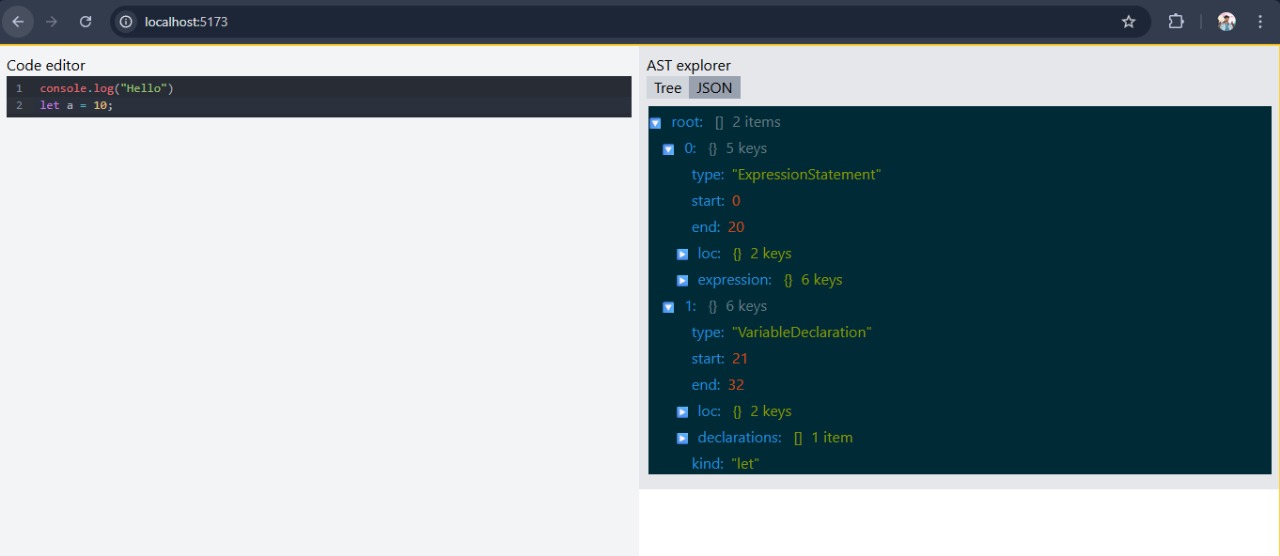 localhost:5173
Code editor
1 console.log("Hello")
2 let a = 10;
AST explorer
Tree JSON
root: [] 2 items
0: {} 5 keys
type: "ExpressionStatement"
start: 0
end: 20
loc: {} 2 keys
expression: {} 6 keys
1: {} 6 keys
type: "VariableDeclaration"
start: 21
end: 32
loc: {} 2 keys
declarations: [] 1 item
kind: "let"